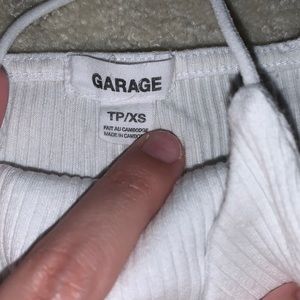 GARAGE
TP/XS
FAIT AU CAMBODGE
MADE IN CAMBODIA